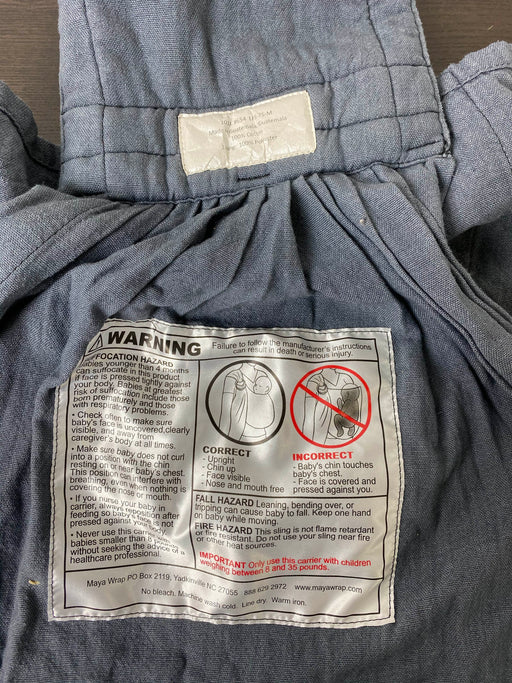 Made
Guatemala
100%
100% Polyester
WARNING
Failure to follow the manufacturer's instructions
can result in death or serious injury.
FFOCATION HAZARD
abies younger than 4 months
can suffocate in this product
if face is pressed tightly against
your body. Babies at greatest
risk of suffocation include those
born prematurely and those
with respiratory problems.
• Check often to make sure
baby's face is uncovered, clearly
visible, and away from
caregiver's body at all times.
• Make sure baby does not curl
into a position with the chin
resting on or near baby's chest.
This position can interfere with
breathing, even when nothing is
covering the nose or mouth.
• If you nurse your baby in
carrier, always reposition after
feeding so baby's face is not
pressed against your body.
• Never use this carrier with
babies smaller than 8 pounds
without seeking the advice of a
healthcare professional.
CORRECT
- Upright
- Chin up
- Face visible
- Nose and mouth free
INCORRECT
- Baby's chin touches
baby's chest.
- Face is covered and
pressed against you.
FALL HAZARD Leaning, bending over, or
tripping can cause baby to fall. Keep one hand
on baby while moving.
FIRE HAZARD This sling is not flame retardant
or fire resistant. Do not use your sling near fire
or other heat sources.
IMPORTANT Only use this carrier with children
weighing between 8 and 35 pounds.
Maya Wrap PO Box 2119, Yadkinville NC 27055 888 629 2972 www.mayawrap.com
No bleach. Machine wash cold. Line dry. Warm iron.